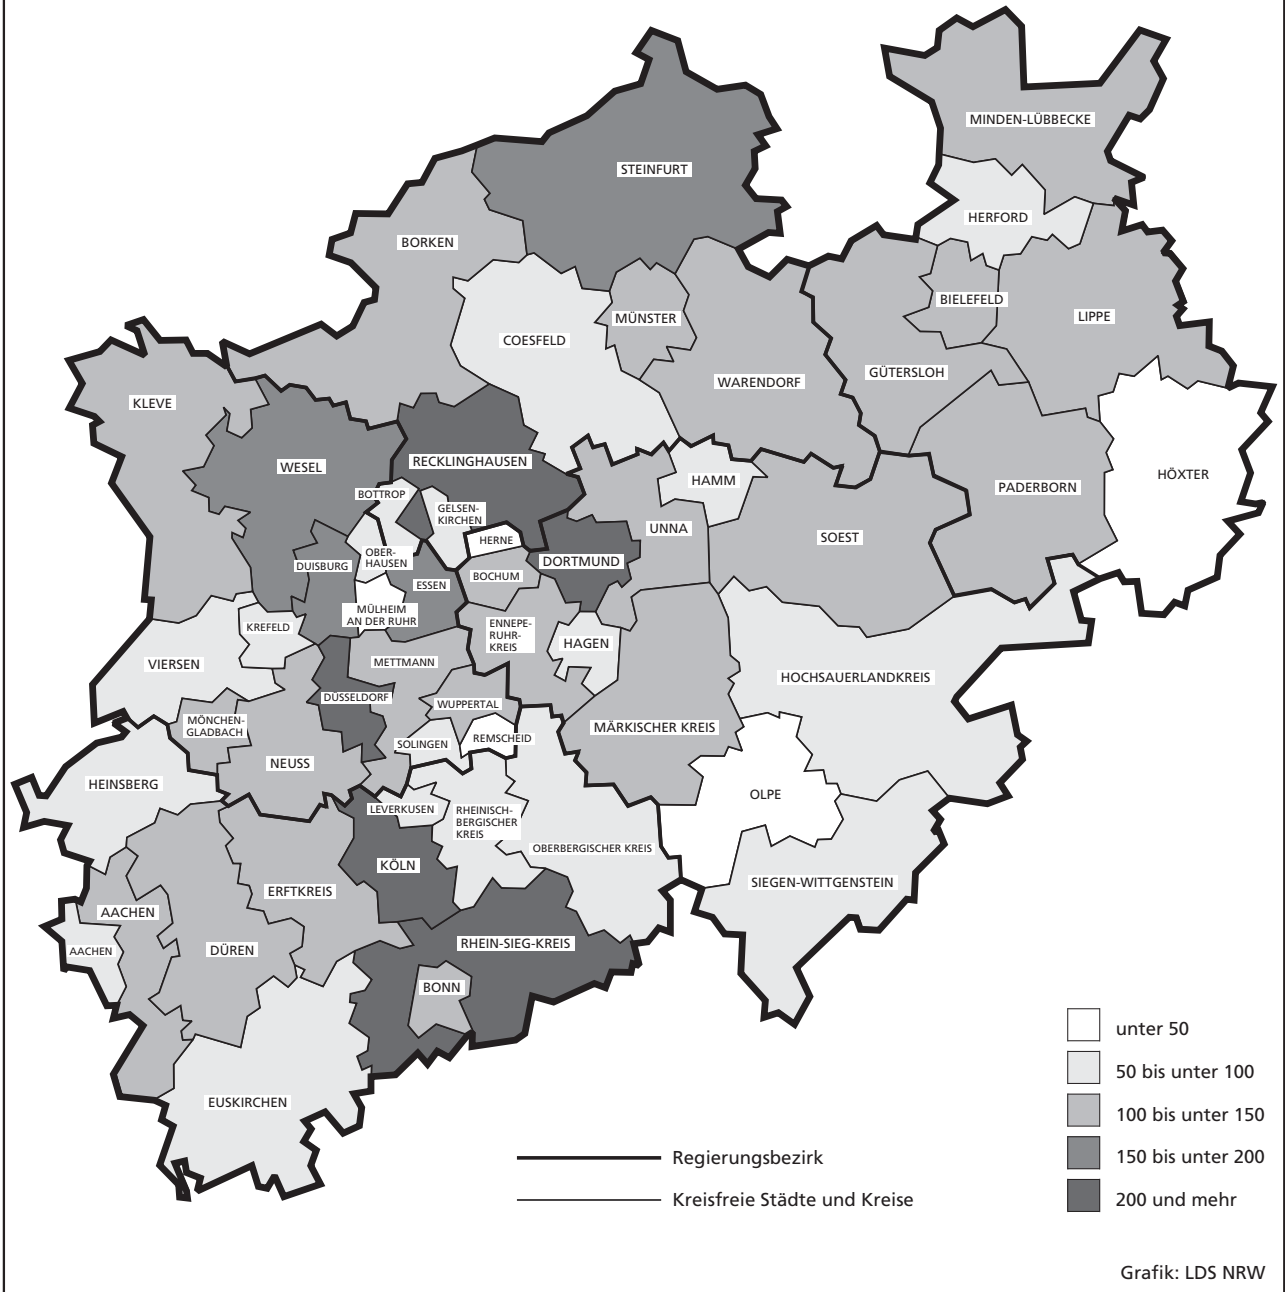 MINDEN-LÜBBECKE
STEINFURT
HERFORD
BORKEN
BIELEFELD
MÜNSTER
LIPPE
COESFELD
GÜTERSLOH
WARENDORF
KLEVE
RECKLINGHAUSEN
WESEL
HÖXTER
HAMM
PADERBORN
BOTTROP
GELSEN-
KIRCHEN
UNNA
SOEST
HERNE
OBER-
HAUSEN
DORTMUND
DUISBURG
BOCHUM
ESSEN
MÜLHEIM
AN DER RUHR
KREFELD
ENNEPE-
RUHR-
KREIS
HAGEN
VIERSEN
METTMANN
HOCHSAUERLANDKREIS
DÜSSELDORF
WUPPERTAL
MÖNCHEN-
GLADBACH
MÄRKISCHER KREIS
REMSCHEID
SOLINGEN
NEUSS
HEINSBERG
OLPE
LEVERKUSEN
RHEINISCH-
BERGISCHER
KREIS
OBERBERGISCHER KREIS
KÖLN
SIEGEN-WITTGENSTEIN
ERFTKREIS
AACHEN
RHEIN-SIEG-KREIS
DÜREN
AACHEN
BONN
EUSKIRCHEN
unter 50
50 bis unter 100
100 bis unter 150
150 bis unter 200
200 und mehr
Regierungsbezirk
Kreisfreie Städte und Kreise
Grafik: LDS NRW